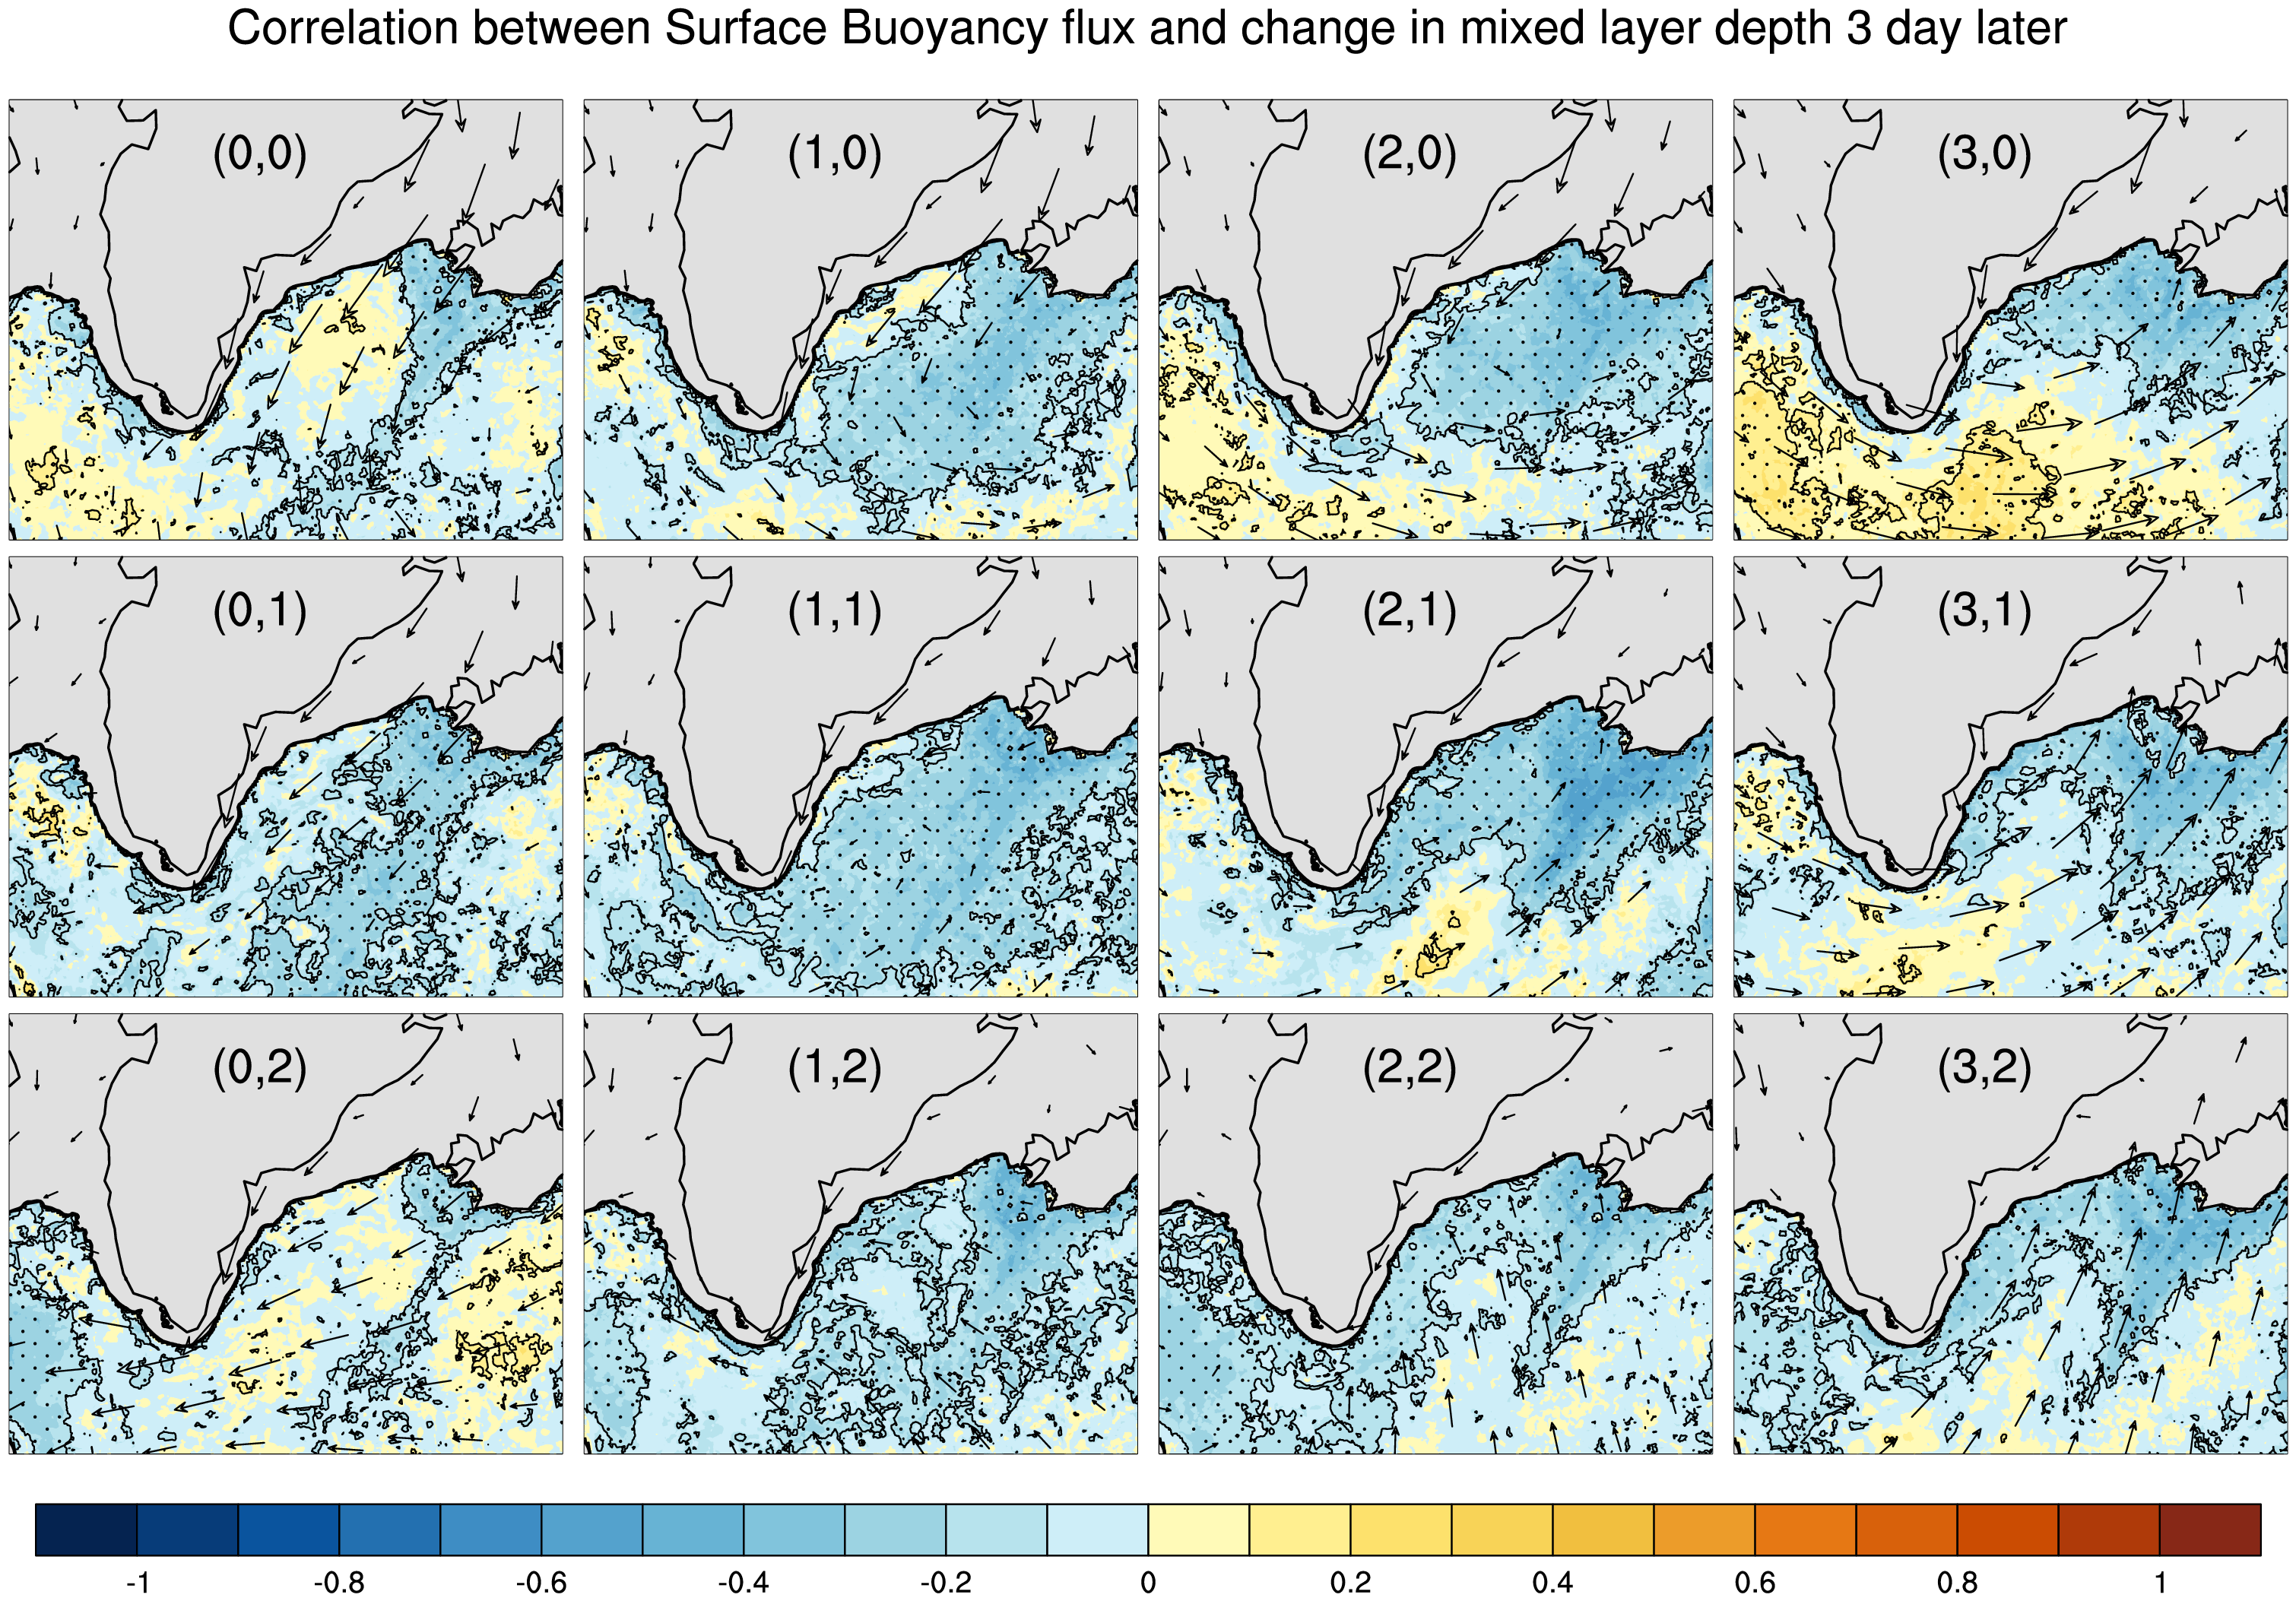 Correlation between Surface Buoyancy flux and change in mixed layer depth 3 day later
(0,0) (1,0) (2,0) (3,0)
(0,1) (1,1) (2,1) (3,1)
(0,2) (1,2) (2,2) (3,2)
-1 -0.8 -0.6 -0.4 -0.2 0 0.2 0.4 0.6 0.8 1